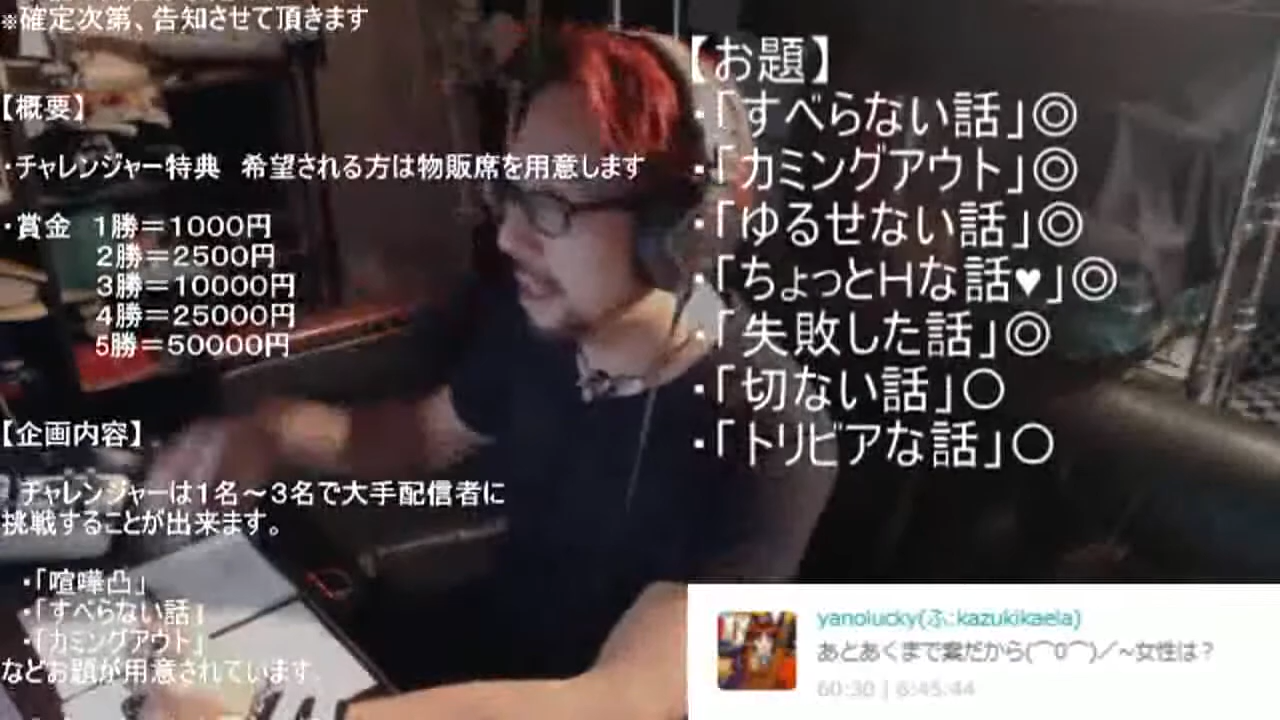 ※確定次第、告知させて頂きます
【概要】
・チャレンジャー特典　希望される方は物販席を用意します
・賞金　1勝＝1000円
2勝＝2500円
3勝＝10000円
4勝＝25000円
5勝＝50000円
【企画内容】
チャレンジャーは１名～３名で大手配信者に
挑戦することが出来ます。
・「喧嘩凸」
・「すべらない話」
・「カミングアウト」
などお題が用意されています
【お題】
・「すべらない話」◎
・「カミングアウト」◎
・「ゆるせない話」◎
・「ちょっとＨな話♥」◎
・「失敗した話」◎
・「切ない話」○
・「トリビアな話」○
yanolucky(ふ:kazukikaela)
あとあくまで案だから(⌒0⌒)／~女性は？
60:30 | 6:45:44